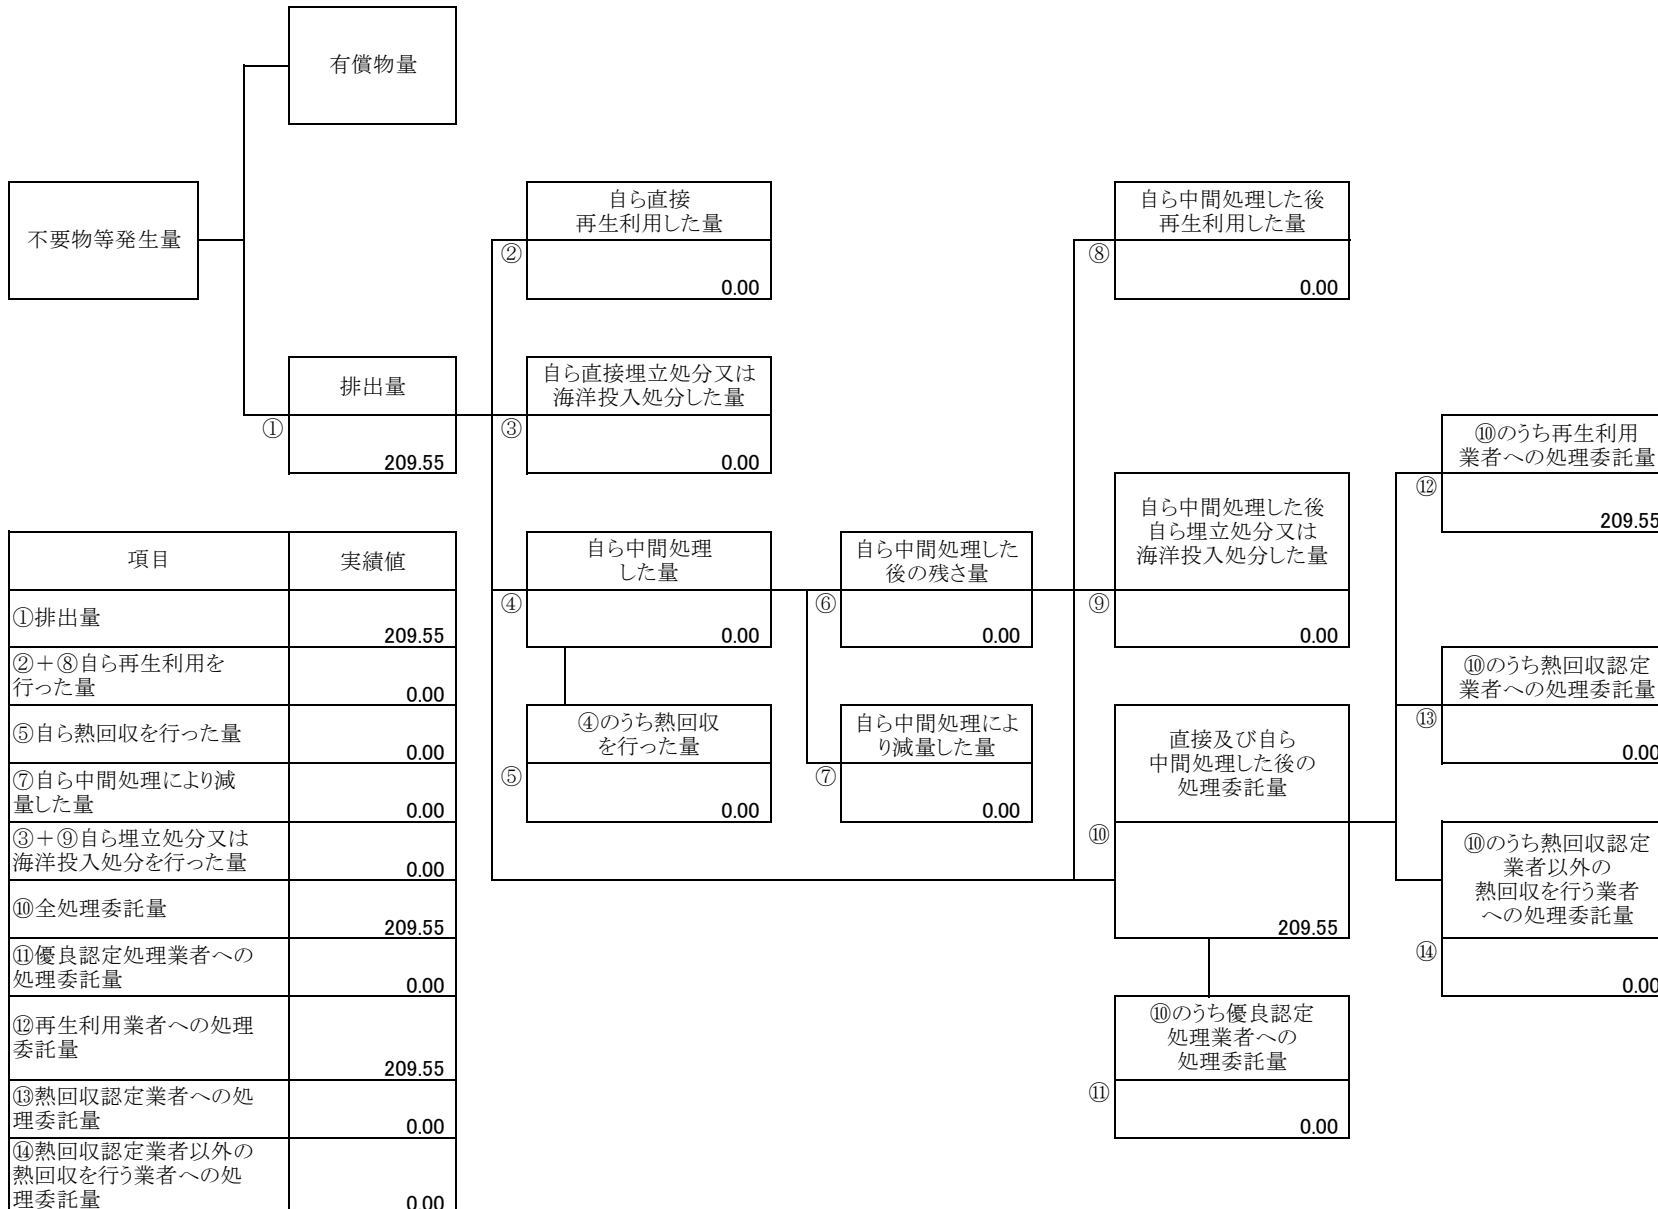 有償物量
不要物等発生量
自ら直接
再生利用した量
②
0.00
自ら中間処理した後
再生利用した量
⑧
0.00
排出量
①
209.55
自ら直接埋立処分又は
海洋投入処分した量
③
0.00
⑩のうち再生利用
業者への処理委託量
⑫
209.55
自ら中間処理
した量
④
0.00
自ら中間処理した
後の残さ量
⑥
0.00
自ら中間処理した後
自ら埋立処分又は
海洋投入処分した量
⑨
0.00
⑩のうち熱回収認定
業者への処理委託量
⑬
0.00
④のうち熱回収
を行った量
⑤
0.00
自ら中間処理によ
り減量した量
⑦
0.00
直接及び自ら
中間処理した後の
処理委託量
⑩
209.55
⑩のうち熱回収認定
業者以外の
熱回収を行う業者
への処理委託量
⑭
0.00
⑩のうち優良認定
処理業者への
処理委託量
⑪
0.00
項目 実績値
①排出量
209.55
②+⑧自ら再生利用を
行った量 0.00
⑤自ら熱回収を行った量
0.00
⑦自ら中間処理により減
量した量 0.00
③+⑨自ら埋立処分又は
海洋投入処分を行った量 0.00
⑩全処理委託量
209.55
⑪優良認定処理業者への
処理委託量 0.00
⑫再生利用業者への処理
委託量
209.55
⑬熱回収認定業者への処
理委託量 0.00
⑭熱回収認定業者以外の
熱回収を行う業者への処
理委託量 0.00